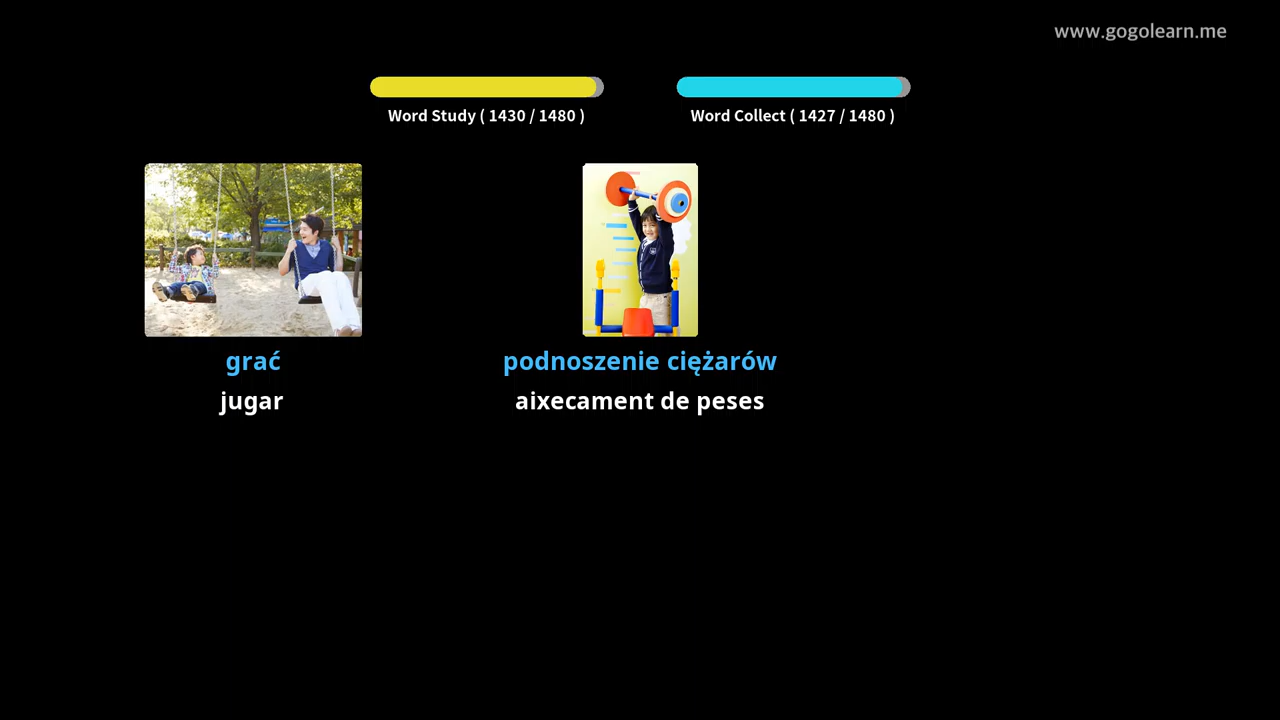 www.gogolearn.me
Word Study ( 1430 / 1480 )
Word Collect ( 1427 / 1480 )
grać
jugar
podnoszenie ciężarów
aixecament de peses